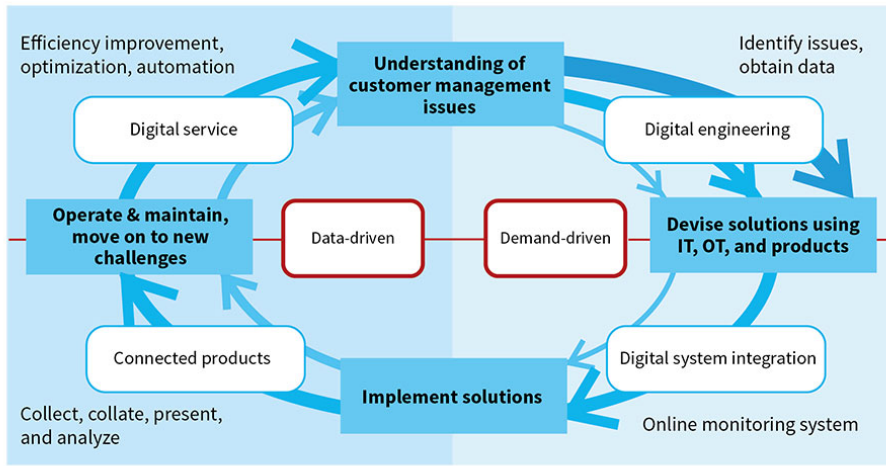 Efficiency improvement,
optimization, automation
Understanding of
customer management
issues
Identify issues,
obtain data
Digital service
Digital engineering
Operate & maintain,
move on to new
challenges
Data-driven
Demand-driven
Devise solutions using
IT, OT, and products
Connected products
Implement solutions
Digital system integration
Collect, collate, present,
and analyze
Online monitoring system